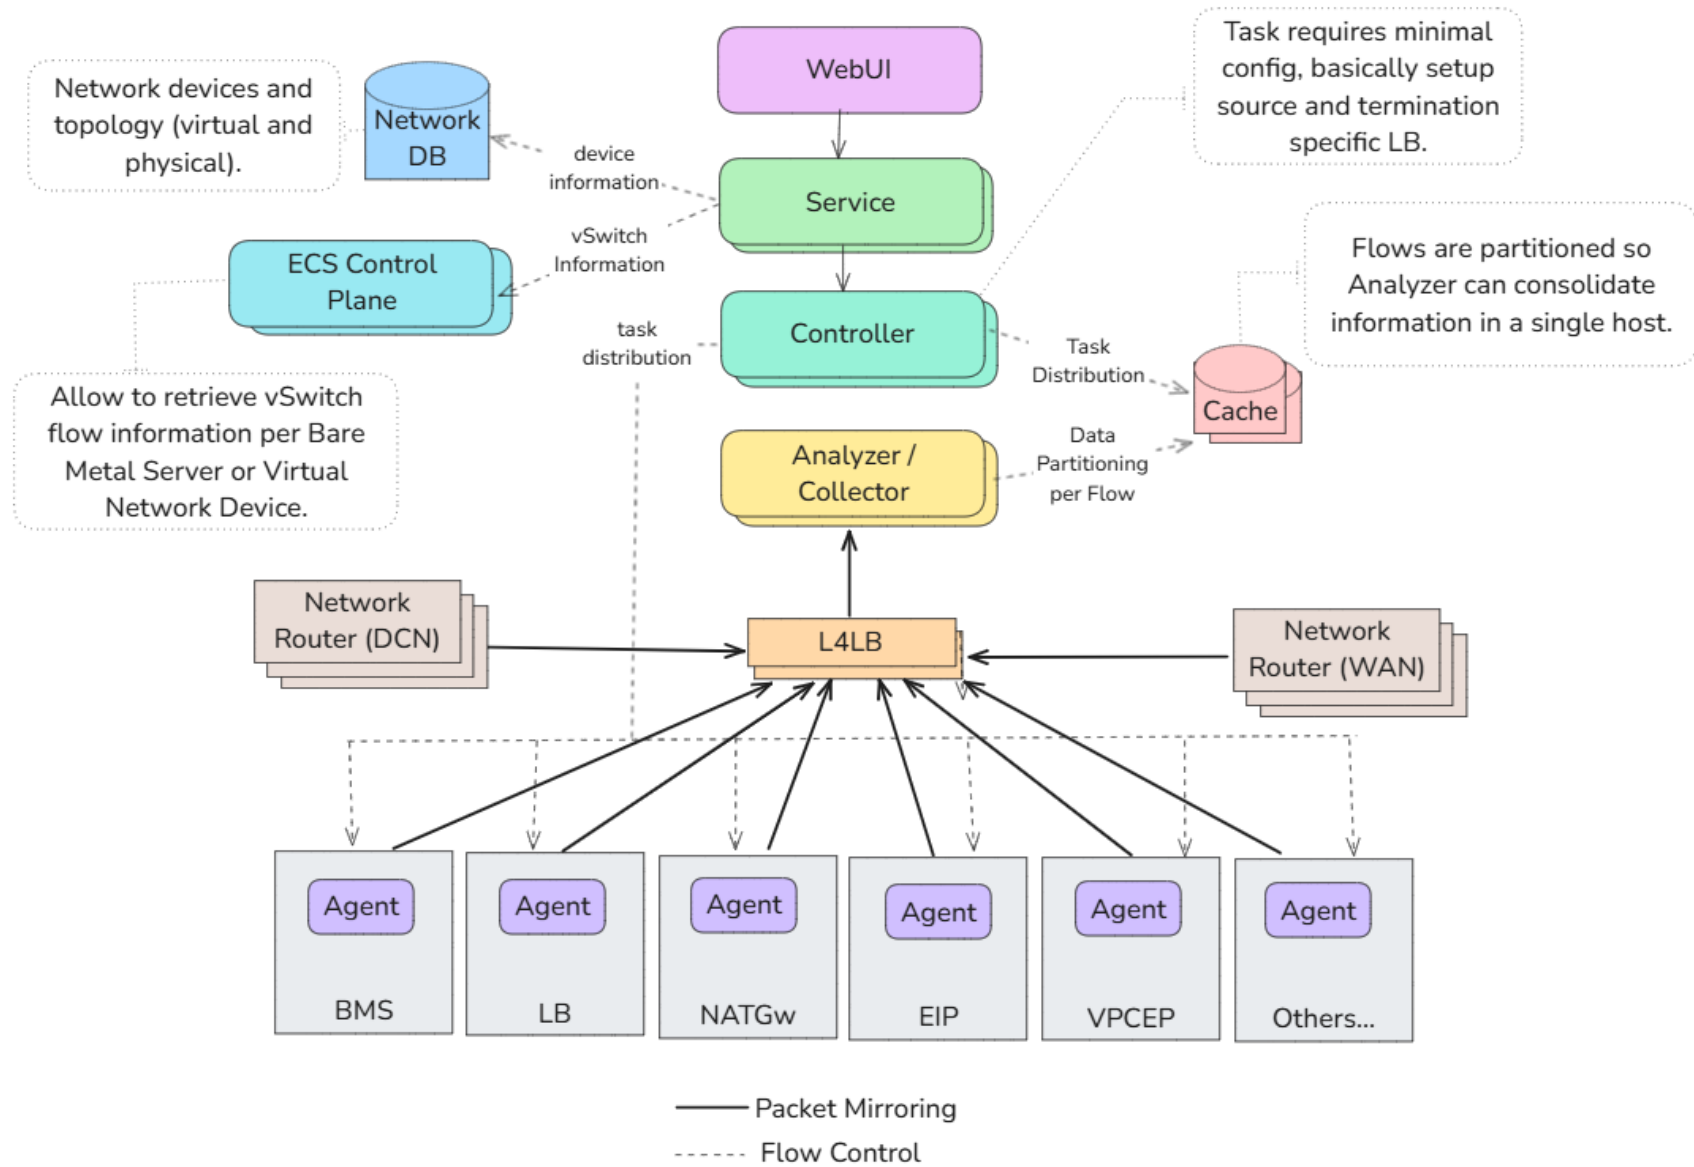 WebUI
Task requires minimal
config, basically setup
source and termination
specific LB.
Network devices and
topology (virtual and
physical).
Network
DB
device
information
Service
vSwitch
Information
ECS Control
Plane
Flows are partitioned so
Analyzer can consolidate
information in a single host.
task
distribution
Controller
Task
Distribution
Cache
Allow to retrieve vSwitch
flow information per Bare
Metal Server or Virtual
Network Device.
Analyzer /
Collector
Data
Partitioning
per Flow
Network
Router (DCN)
L4LB
Network
Router (WAN)
Agent
BMS
Agent
LB
Agent
NATGw
Agent
EIP
Agent
VPCEP
Agent
Others...
Packet Mirroring
Flow Control